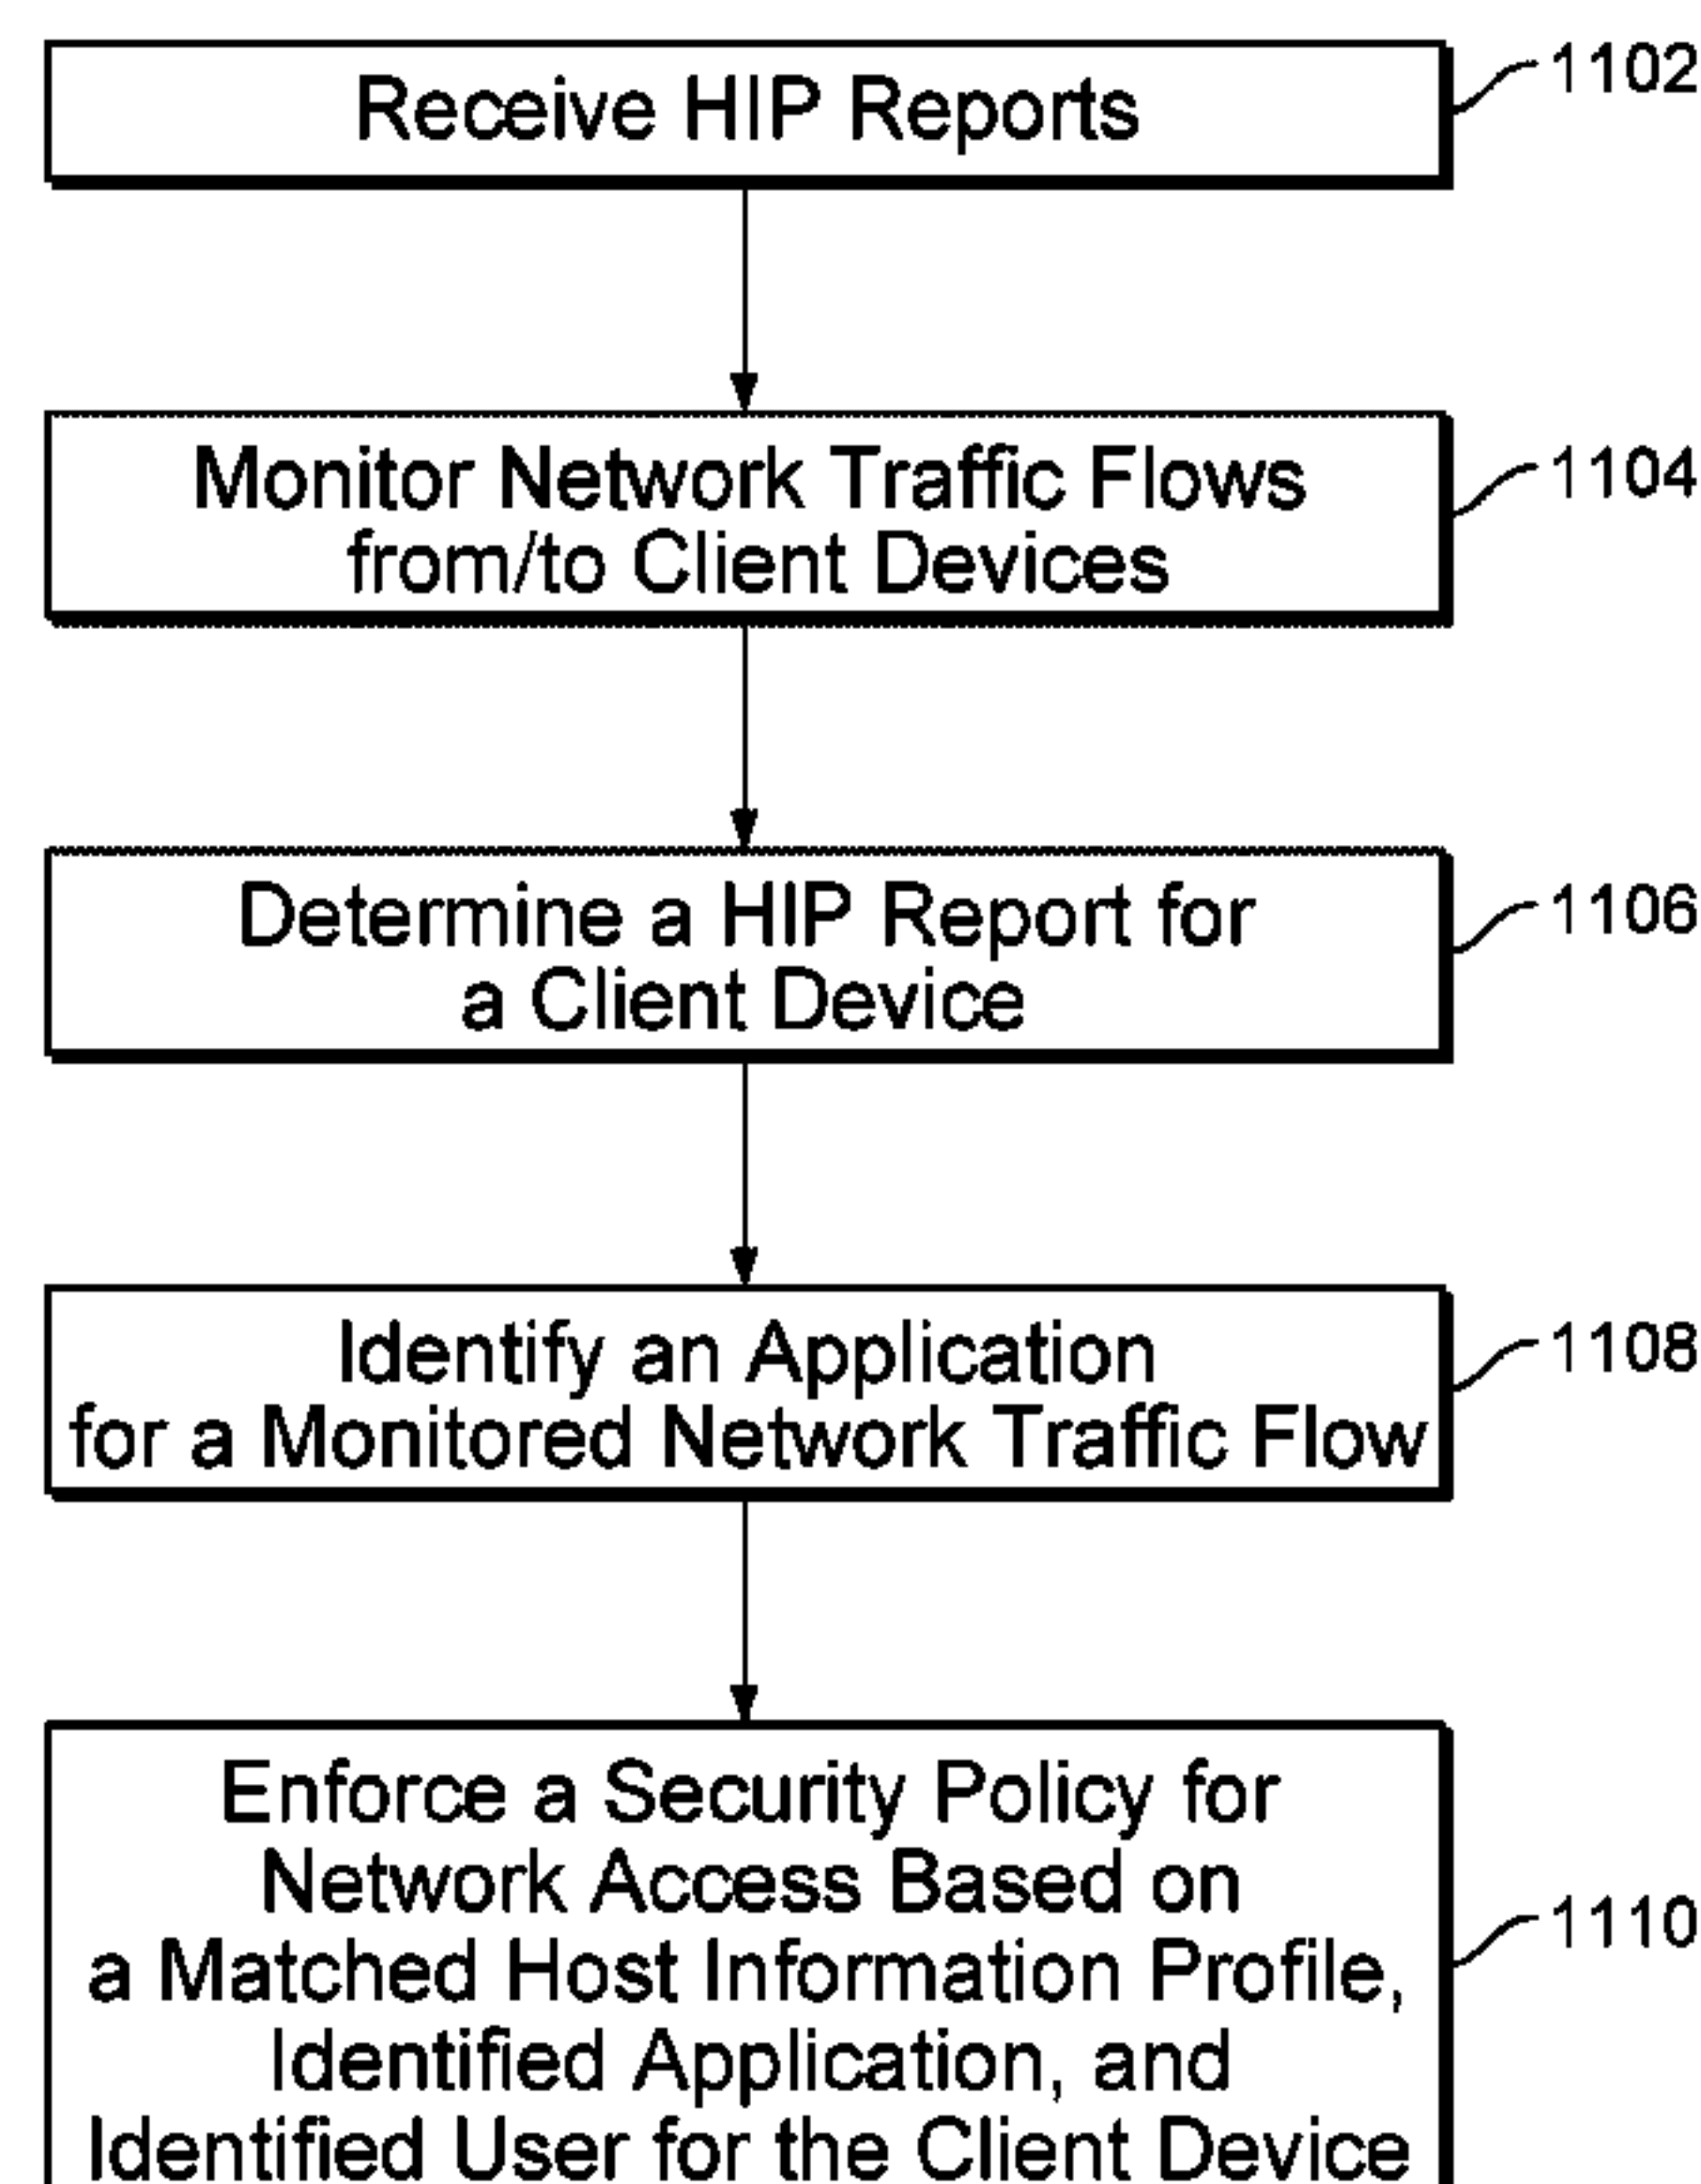 Receive HIP Reports
1102
Monitor Network Traffic Flows
from/to Client Devices
1104
Determine a HIP Report for
a Client Device
1106
Identify an Application
for a Monitored Network Traffic Flow
1108
Enforce a Security Policy for
Network Access Based on
a Matched Host Information Profile,
Identified Application, and
Identified User for the Client Device
1110